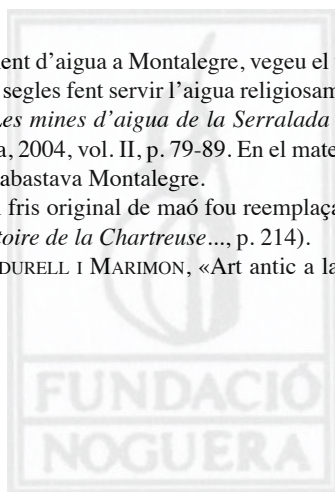 ent d’aigua a Montalegre, vegeu el
segles fent servir l’aigua religiosam
Les mines d’aigua de la Serralada
a, 2004, vol. II, p. 79-89. En el mate
abastava Montalegre.
fris original de maó fou reemplaça
toire de la Chartreuse..., p. 214).
DURELL I MARIMON, «Art antic a la
FUNDACIÓ
NOGUERA